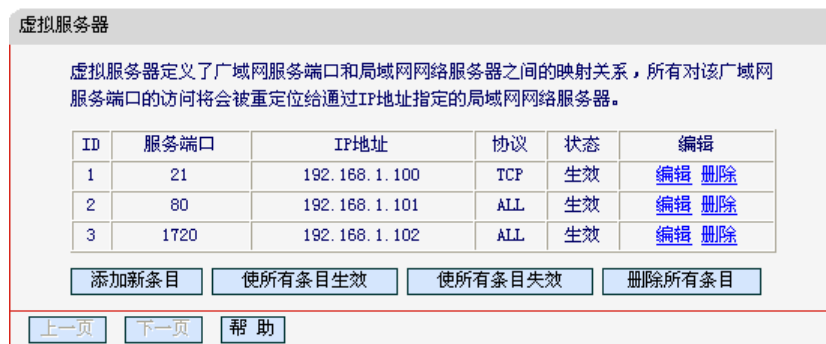 虚拟服务器
虚拟服务器定义了广域网服务端口和局域网网络服务器之间的映射关系，所有对该广域网
服务端口的访问将会被重定位给通过IP地址指定的局域网网络服务器。
ID 服务端口 IP地址 协议 状态 编辑
1 21 192.168.1.100 TCP 生效 编辑 删除
2 80 192.168.1.101 ALL 生效 编辑 删除
3 1720 192.168.1.102 ALL 生效 编辑 删除
添加新条目 使所有条目生效 使所有条目失效 删除所有条目
上一页 下一页 帮 助